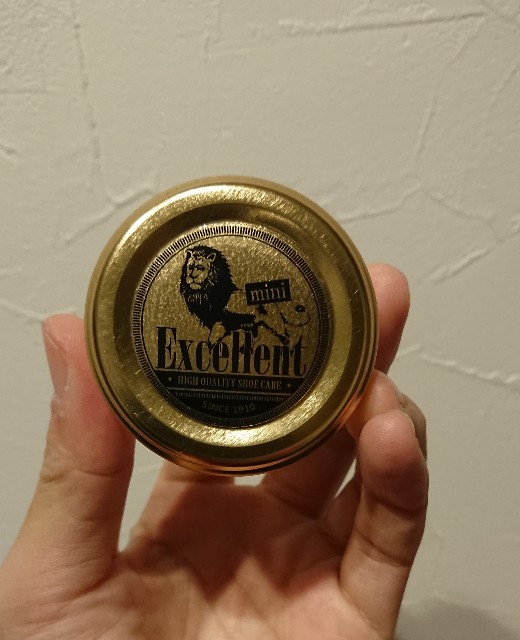 mini
Excellent
HIGH QUALITY SHOE CARE
SINCE 1910